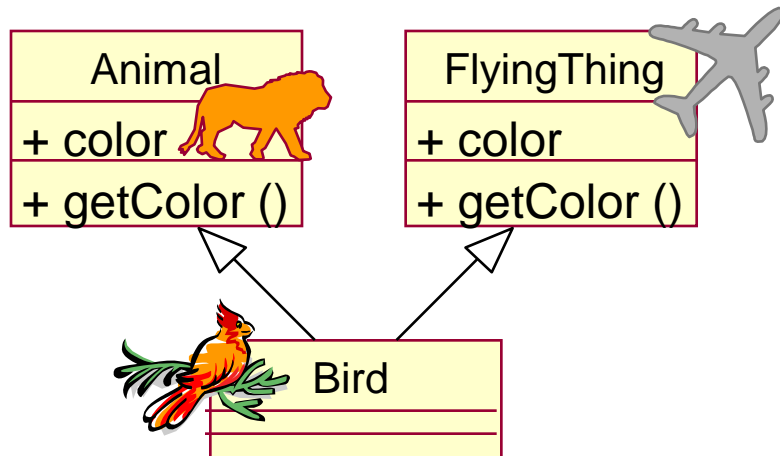 Animal
+ color
+ getColor ()
FlyingThing
+ color
+ getColor ()
Bird